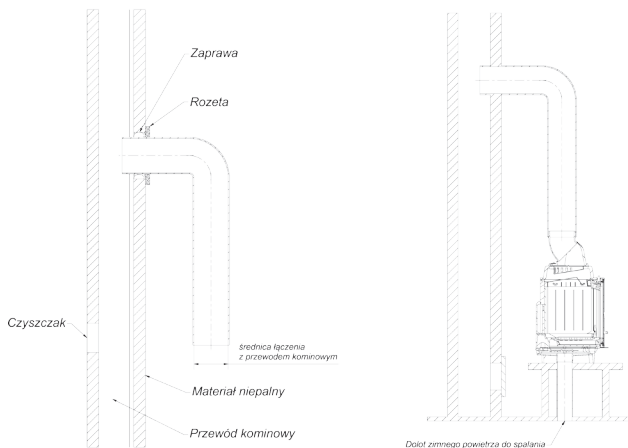 Zaprawa
Rozeta
Czyszczak
średnica łączenia
z przewodem kominowym
Materiał niepalny
Przewód kominowy
Dolot zimnego powietrza do spalania